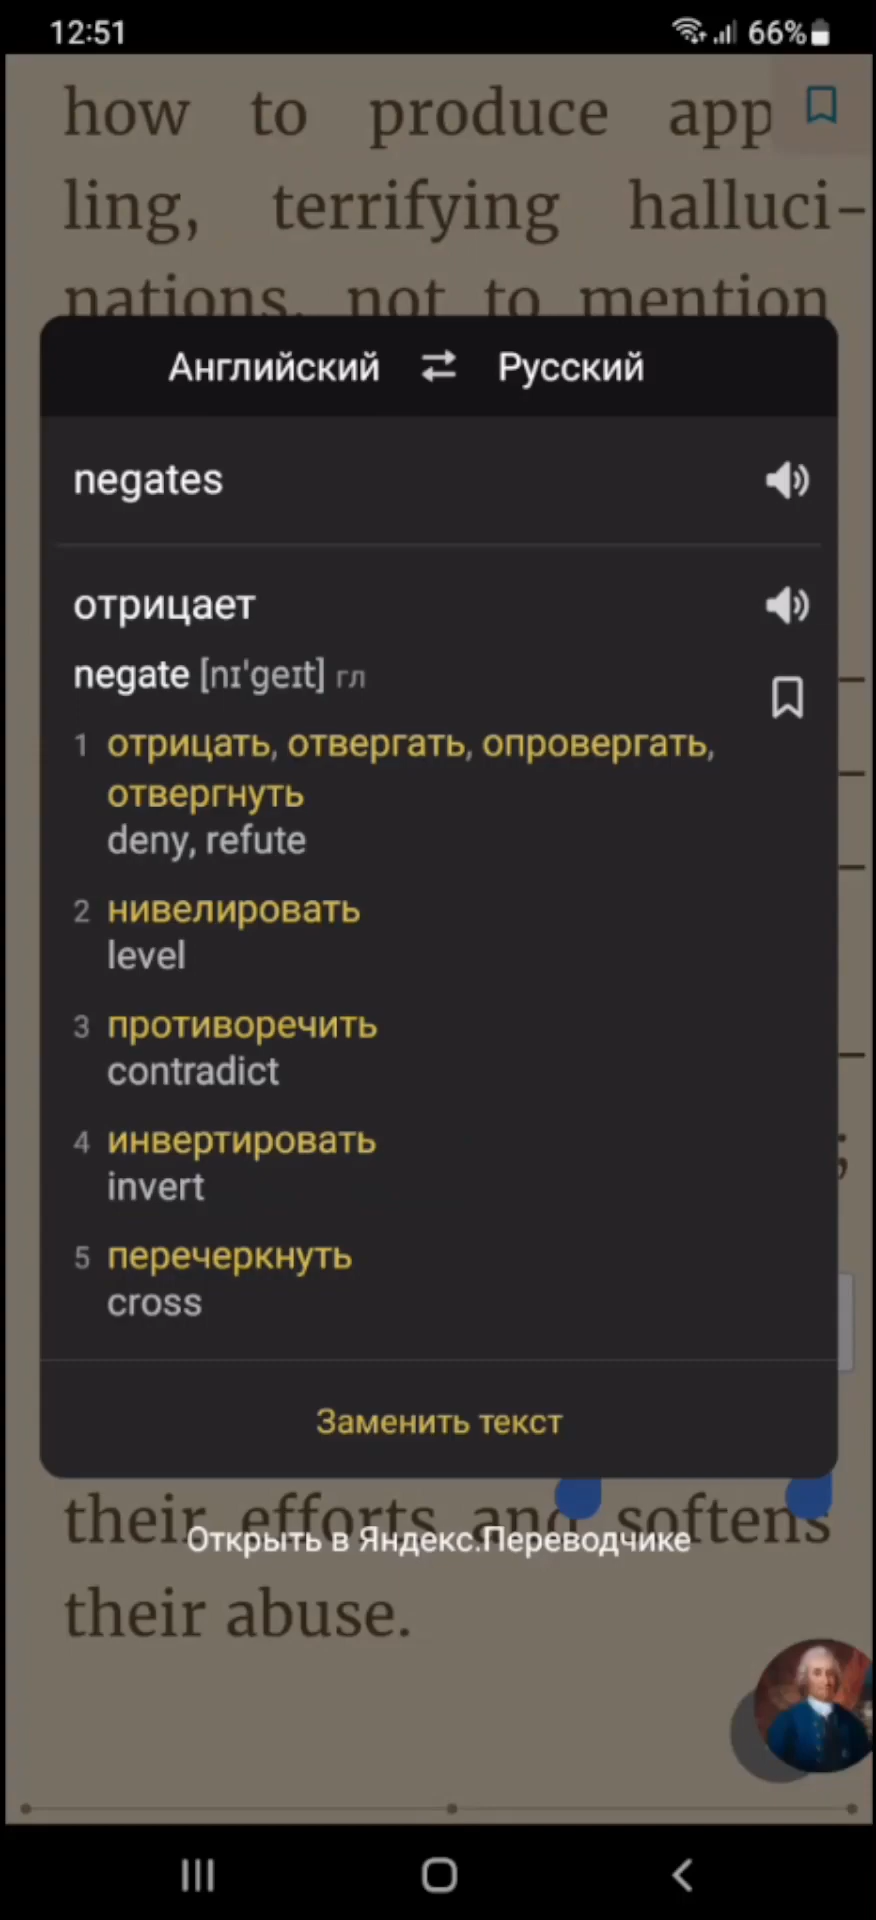 12:51
66%
how to produce app
ling, terrifying halluci-
nations, not to mention
Английский Русский
negates
отрицает
negate [nɪ'geɪt] гл
1 отрицать, отвергать, опровергать,
отвергнуть
deny, refute
2 нивелировать
level
3 противоречить
contradict
4 инвертировать
invert
5 перечеркнуть
cross
;
Заменить текст
their efforts and softens
Открыть в Яндекс.Переводчике
their abuse.